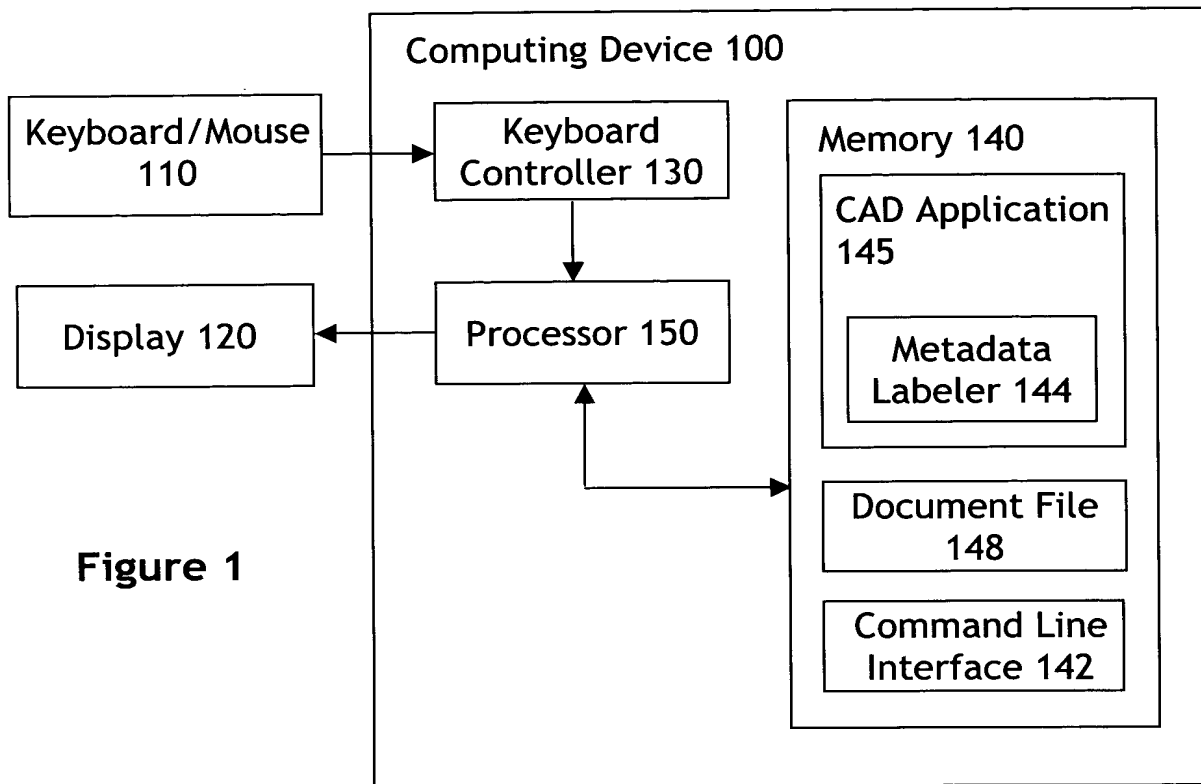 Computing Device 100
Keyboard/Mouse
110
Keyboard
Controller 130
Memory 140
CAD Application
145
Metadata
Labeler 144
Display 120
Processor 150
Document File
148
Command Line
Interface 142
Figure 1